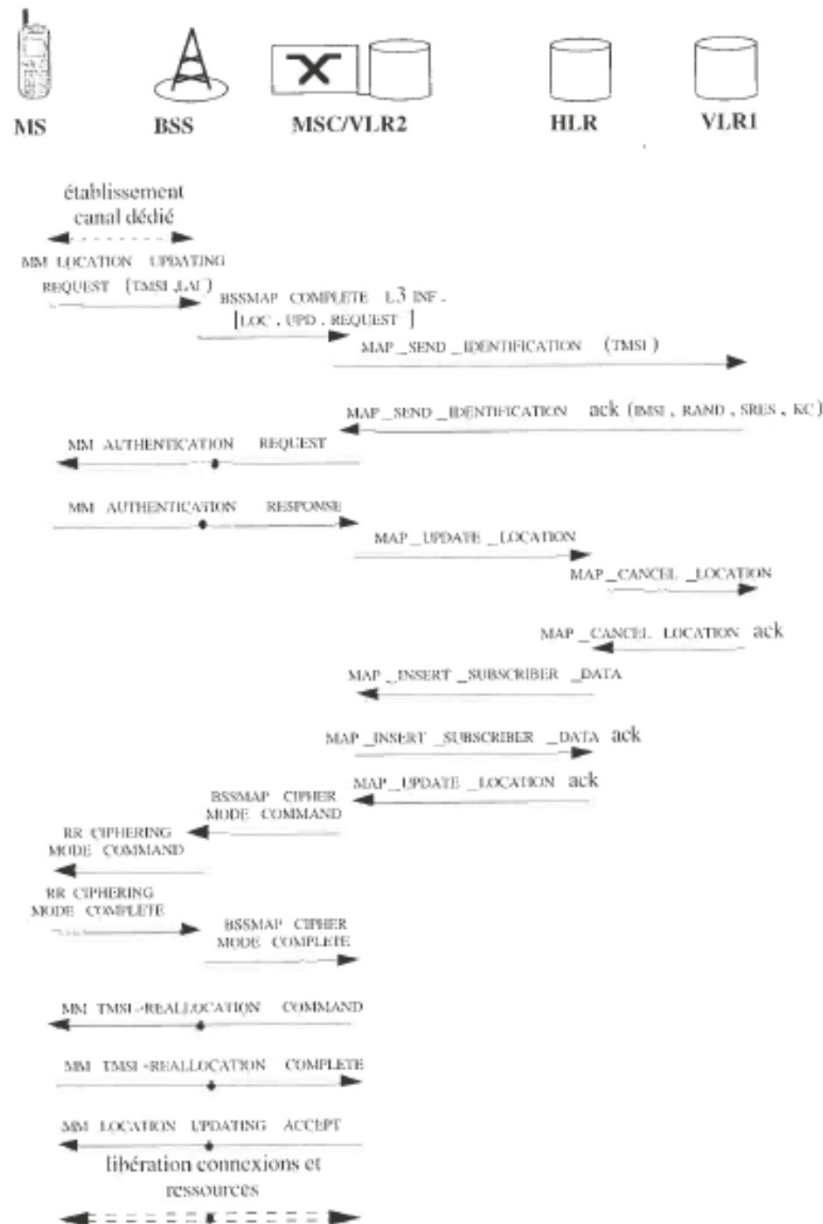 MS
BSS
MSC/VLR2
HLR
VLR1
établissement
canal dédié
MM LOCATION UPDATING
REQUEST (TMSI,LAI)
BSSMAP COMPLETE L3 INF.
[LOC.UPD.REQUEST]
MAP_SEND_IDENTIFICATION (TMSI)
MAP_SEND_IDENTIFICATION ack (IMSI, RAND, SRES, KC)
MM AUTHENTICATION REQUEST
MM AUTHENTICATION RESPONSE
MAP_UPDATE_LOCATION
MAP_CANCEL_LOCATION
MAP_CANCEL LOCATION ack
MAP_INSERT_SUBSCRIBER_DATA
MAP_INSERT_SUBSCRIBER_DATA ack
MAP_UPDATE_LOCATION ack
BSSMAP CIPHER
MODE COMMAND
RR CIPHERING
MODE COMMAND
RR CIPHERING
MODE COMPLETE
BSSMAP CIPHER
MODE COMPLETE
MM TMSI-REALLOCATION COMMAND
MM TMSI-REALLOCATION COMPLETE
MM LOCATION UPDATING ACCEPT
libération connexions et
ressources